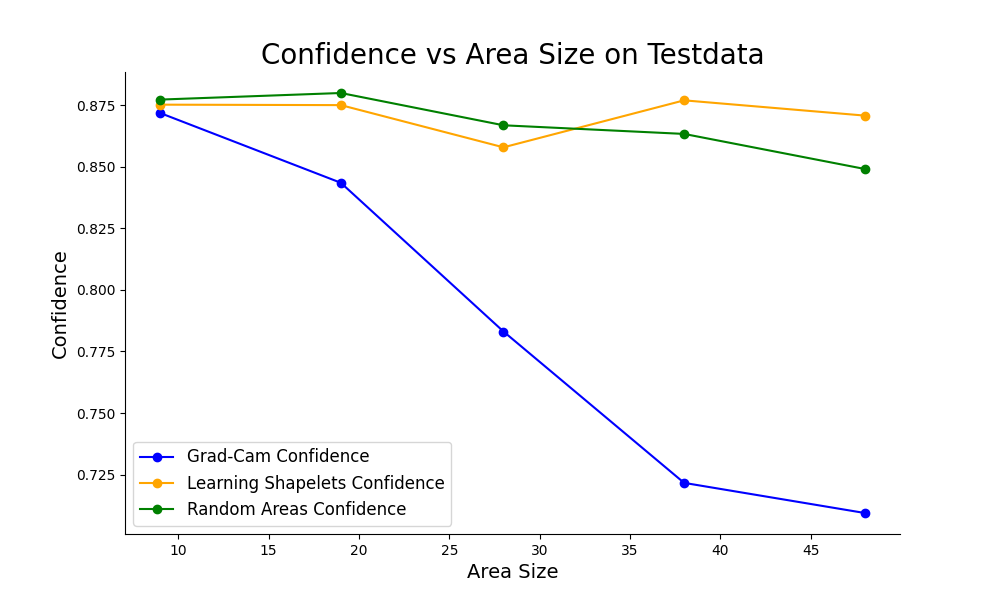 Confidence vs Area Size on Testdata
Confidence
0.875
0.850
0.825
0.800
0.775
0.750
0.725
Grad-Cam Confidence
Learning Shapelets Confidence
Random Areas Confidence
10 15 20 25 30 35 40 45
Area Size